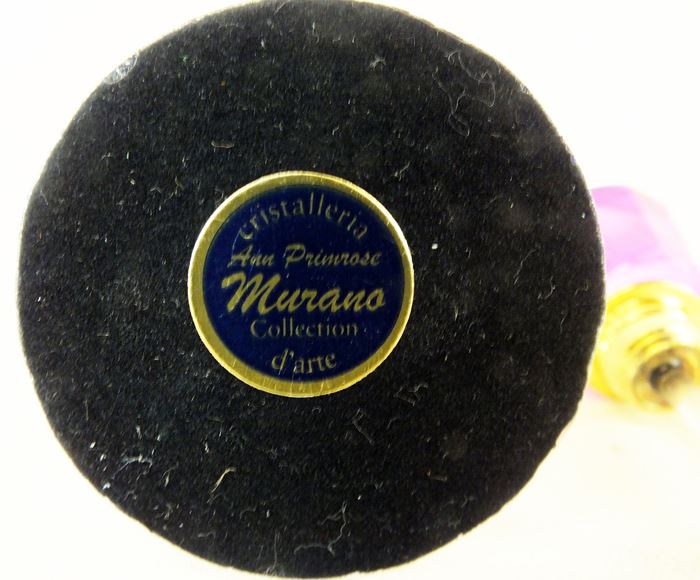 cristalleria
Ann Primrose
Murano
Collection
d'arte